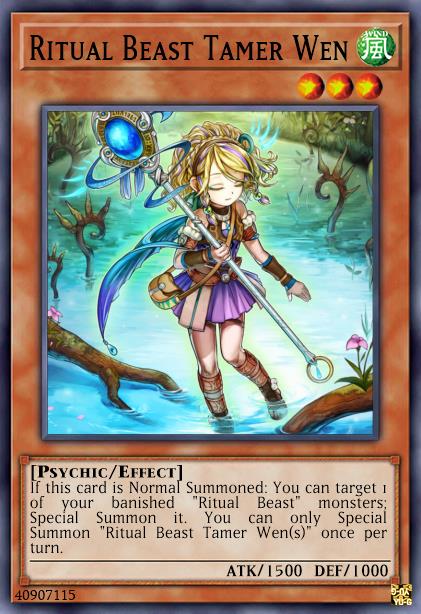 Ritual Beast Tamer Wen
WIND
風
[Psychic/Effect]
If this card is Normal Summoned: You can target 1
of your banished "Ritual Beast" monsters;
Special Summon it. You can only Special
Summon "Ritual Beast Tamer Wen(s)" once per
turn.
ATK/1500 DEF/1000
40907115